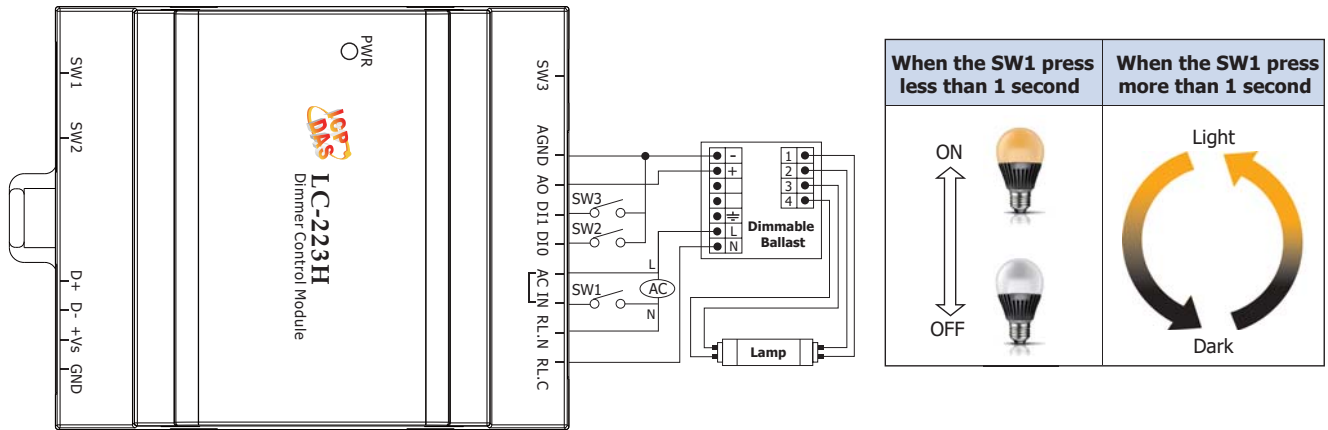 SW1
SW2
D+
D-
+Vs
GND
PWR
ICP
DAS
LC-223H
Dimmer Control Module
SW3
AGND
AO
DI1
DI0
AC IN
RL.N
RL.C
SW3
SW2
SW1
L
AC
N
-
+
L
N
1
2
3
4
Dimmable
Ballast
Lamp
When the SW1 press
less than 1 second
When the SW1 press
more than 1 second
ON
OFF
Light
Dark